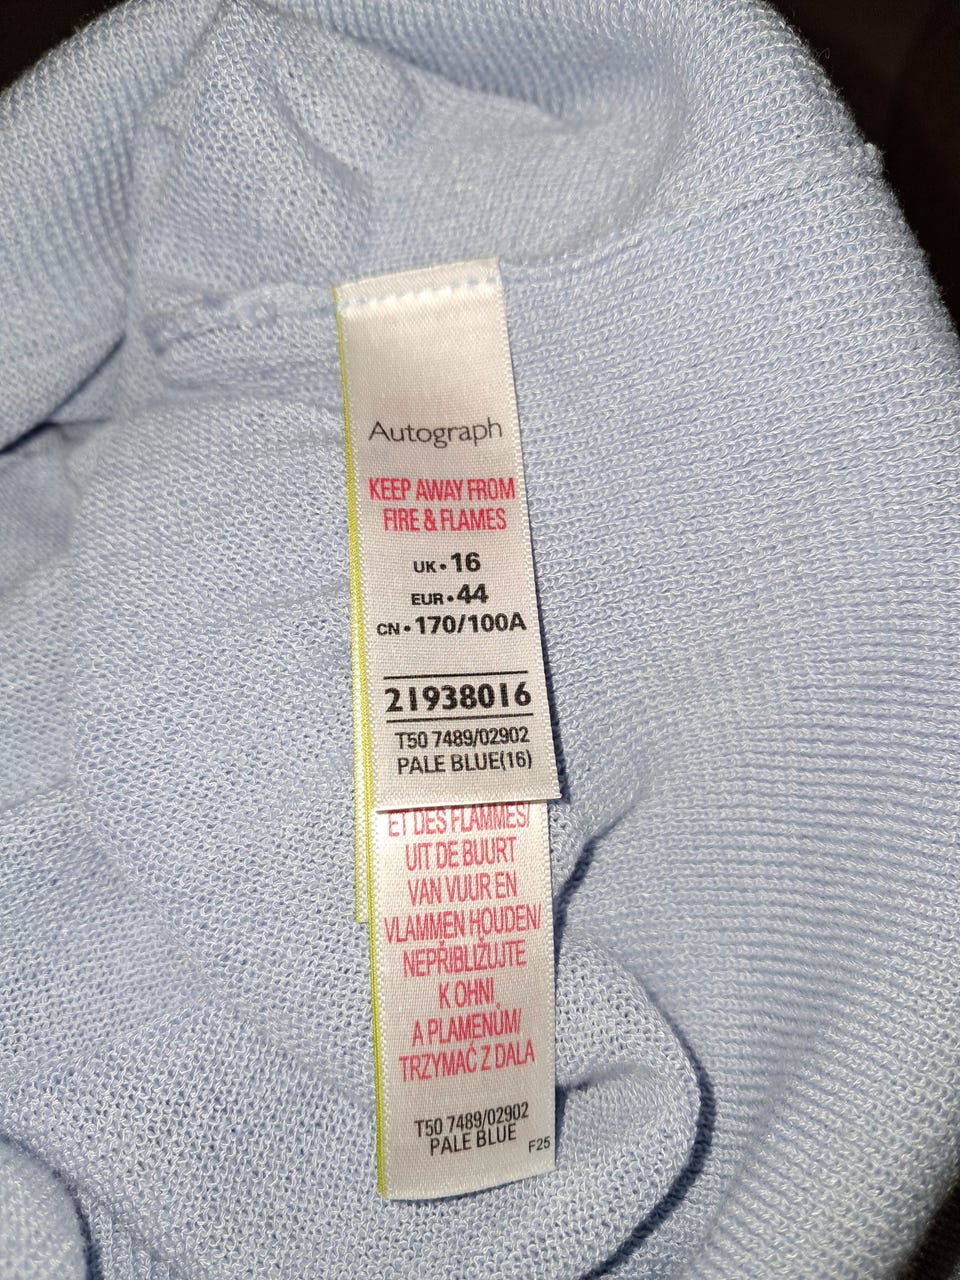 Autograph
KEEP AWAY FROM
FIRE & FLAMES
UK • 16
EUR • 44
CN • 170/100A
21938016
T50 7489/02902
PALE BLUE(16)
ET DES FLAMMES/
UIT DE BUURT
VAN VUUR EN
VLAMMEN HOUDEN/
NEPŘIBLIŽUJTE
K OHNI
A PLAMENŮM/
TRZYMAĆ Z DALA
T50 7489/02902
PALE BLUE
F25